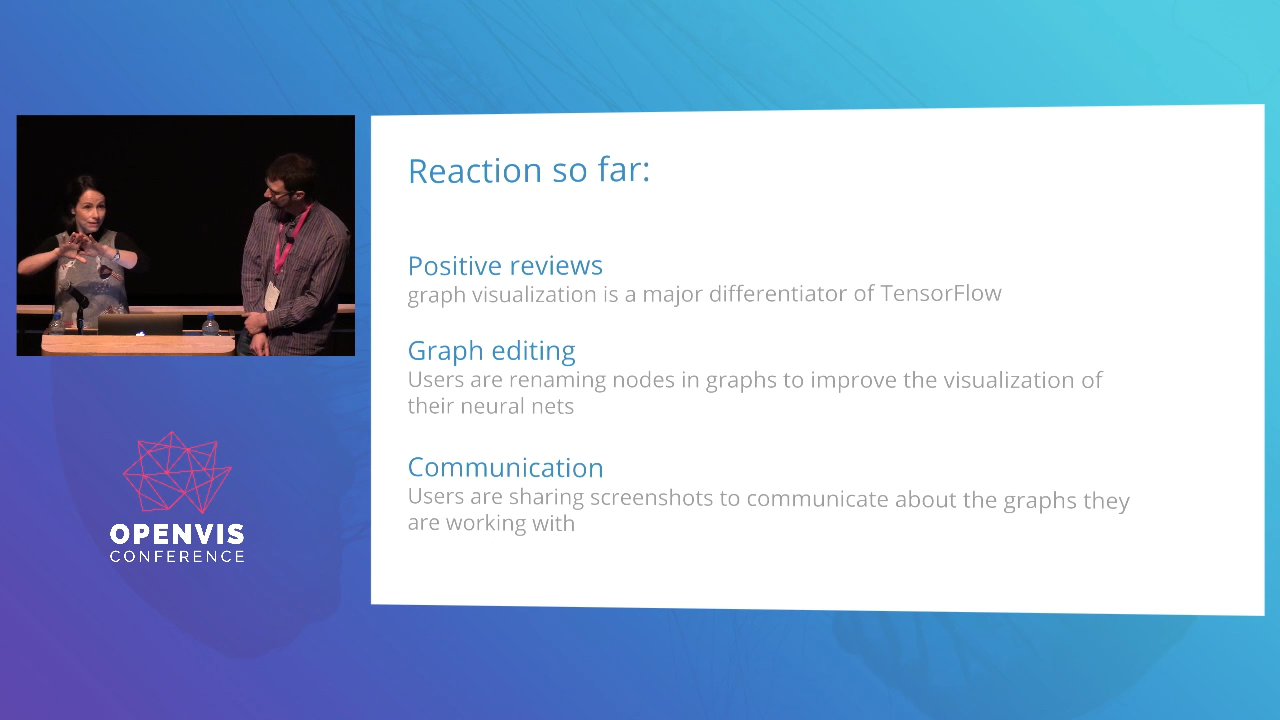 Reaction so far:
Positive reviews
graph visualization is a major differentiator of TensorFlow
Graph editing
Users are renaming nodes in graphs to improve the visualization of
their neural nets
Communication
Users are sharing screenshots to communicate about the graphs they
are working with
OPENVIS
CONFERENCE